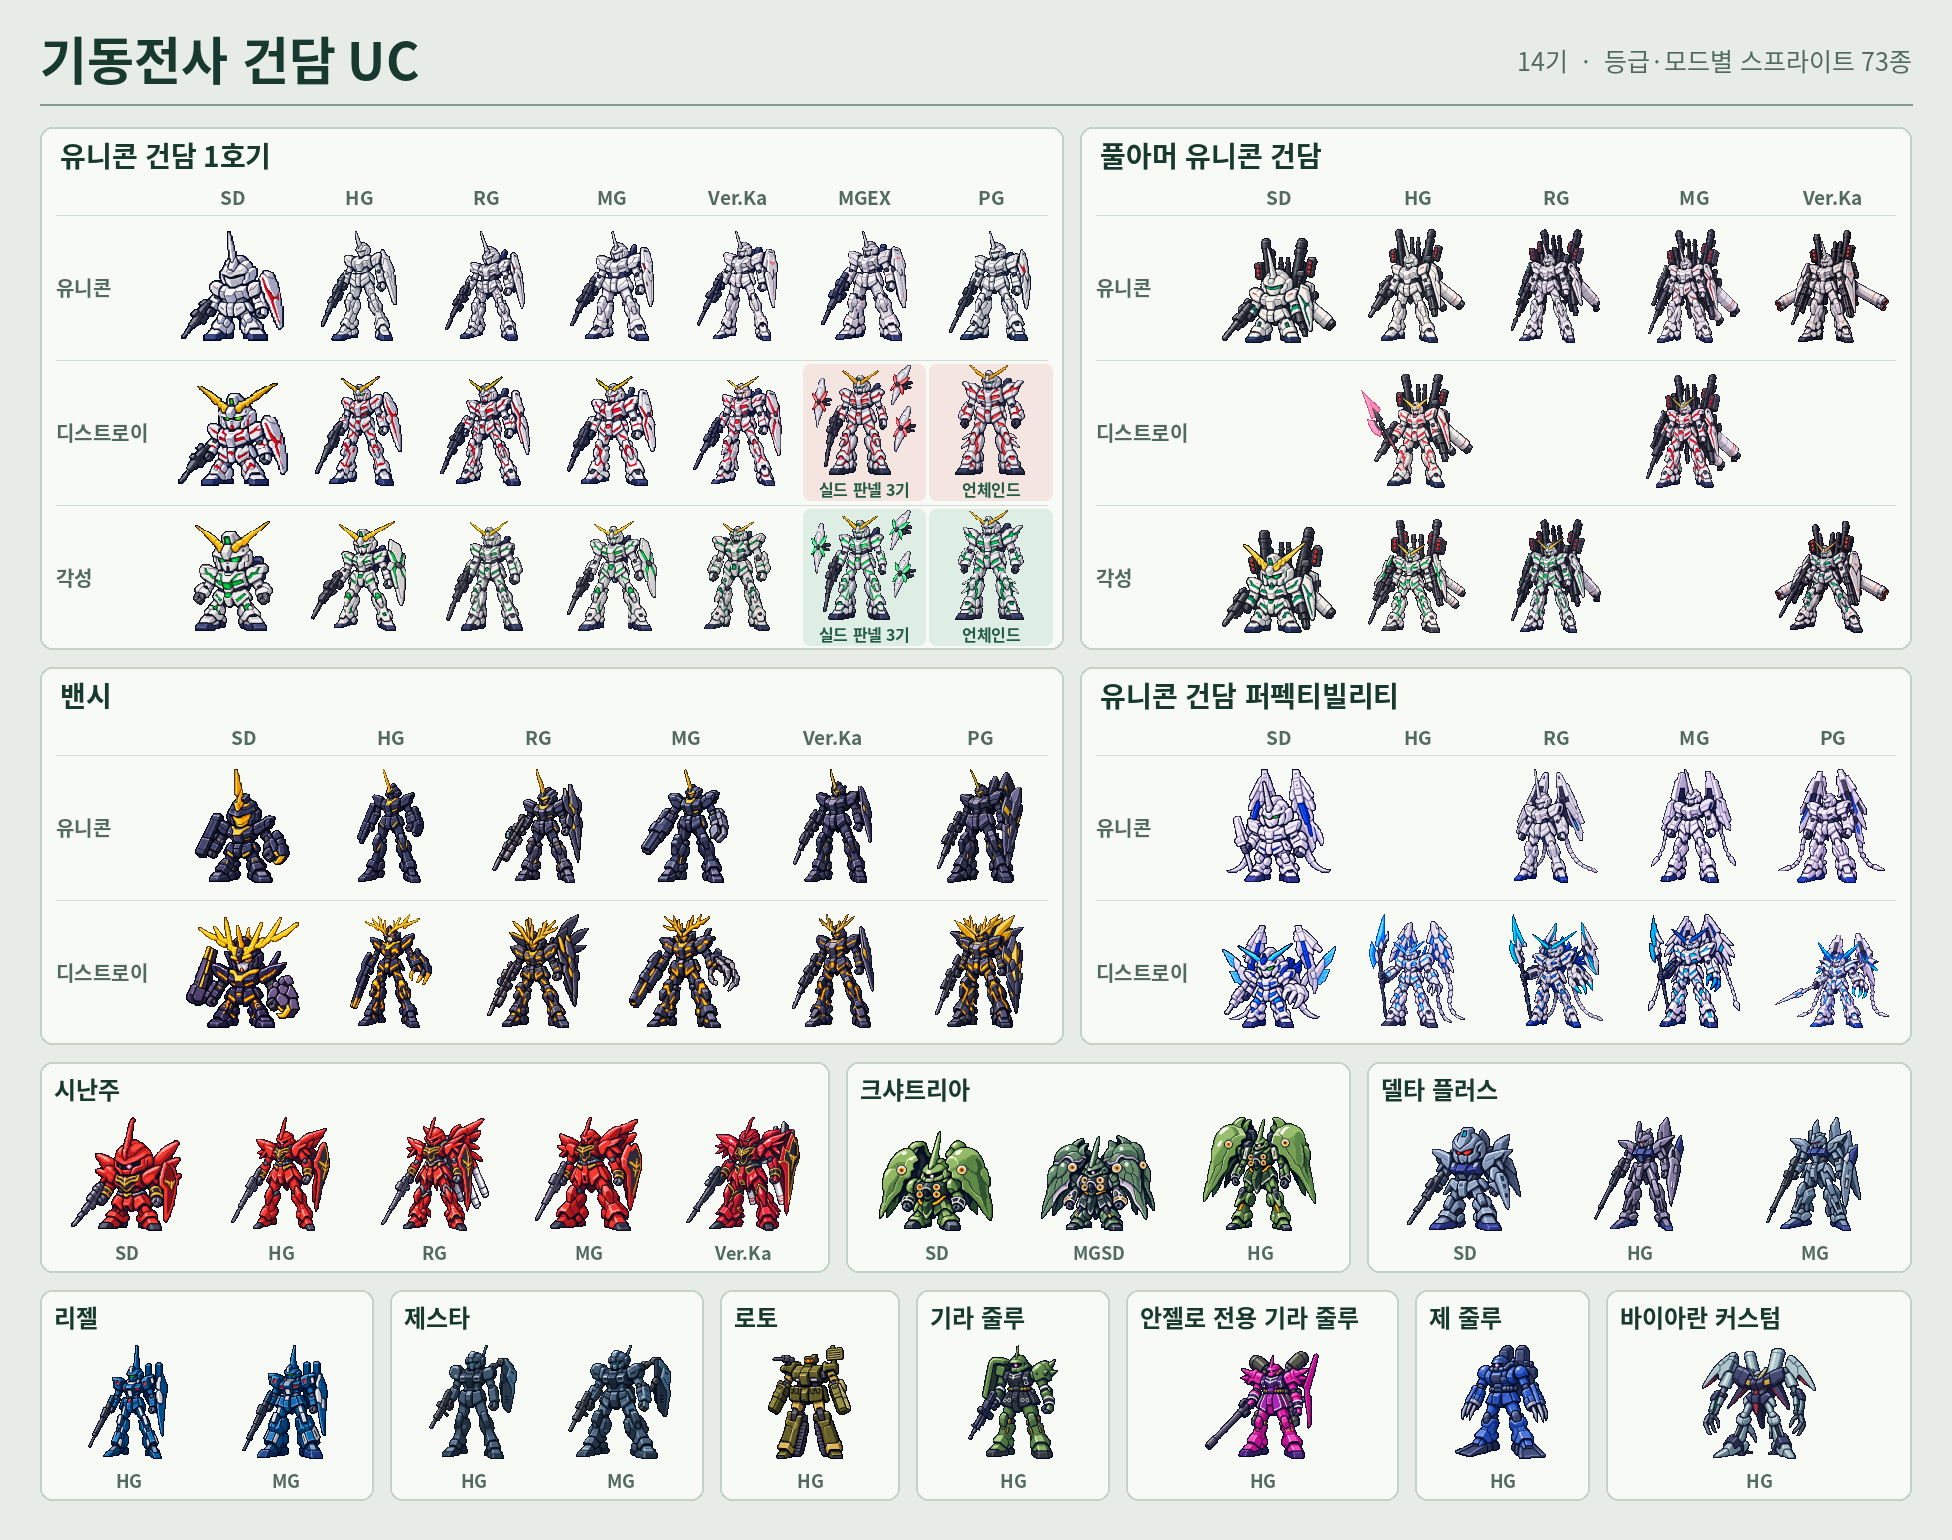 기동전사 건담 UC
14기 · 등급·모드별 스프라이트 73종
유니콘 건담 1호기
SD HG RG MG Ver.Ka MGEX PG
유니콘
디스트로이
실드 판넬 3기 언체인드
각성
실드 판넬 3기 언체인드
풀아머 유니콘 건담
SD HG RG MG Ver.Ka
유니콘
디스트로이
각성
밴시
SD HG RG MG Ver.Ka PG
유니콘
디스트로이
유니콘 건담 퍼펙티빌리티
SD HG RG MG PG
유니콘
디스트로이
시난주
SD HG RG MG Ver.Ka
크샤트리아
SD MGSD HG
델타 플러스
SD HG MG
리젤
HG MG
제스타
HG MG
로토
HG
기라 줄루
HG
안젤로 전용 기라 줄루
HG
제 줄루
HG
바이아란 커스텀
HG